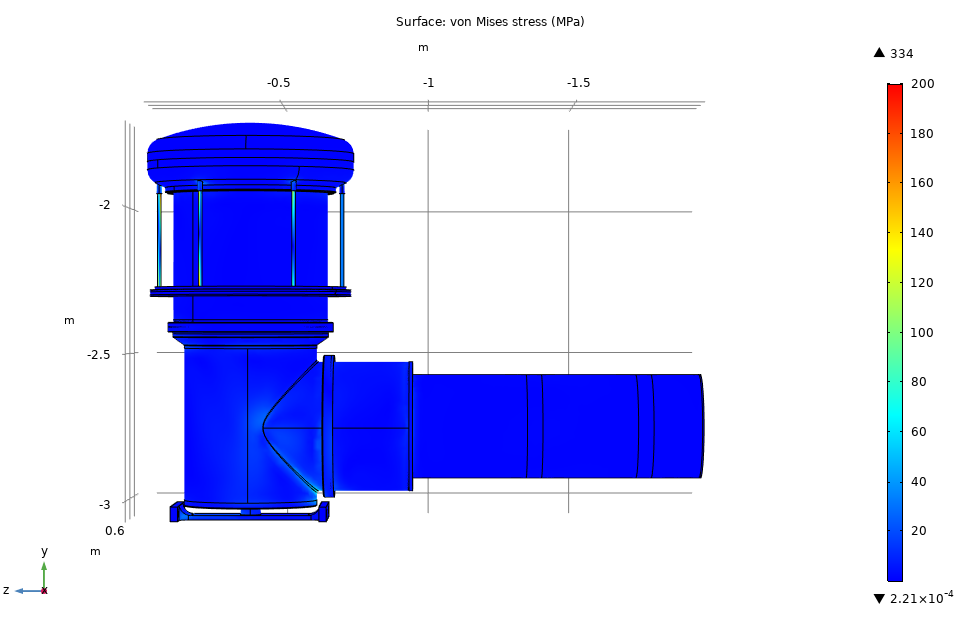 Surface: von Mises stress (MPa)
m
▲ 334
-0.5 -1 -1.5
200
180
160
140
120
100
80
60
40
20
▼ 2.21×10⁻⁴
-2
m
-2.5
-3
0.6
m
y
z x